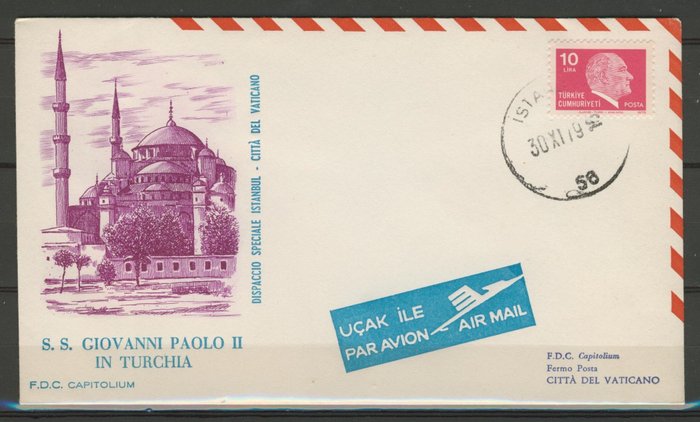 DISPACCIO SPECIALE ISTANBUL - CITTÀ DEL VATICANO
S. S. GIOVANNI PAOLO II
IN TURCHIA
F.D.C. CAPITOLIUM
10
LİRA
TÜRKİYE
CUMHURİYETİ
POSTA
30 XI 79
58
UÇAK İLE
PAR AVION
AIR MAIL
F.D.C. Capitolium
Fermo Posta
CITTÀ DEL VATICANO